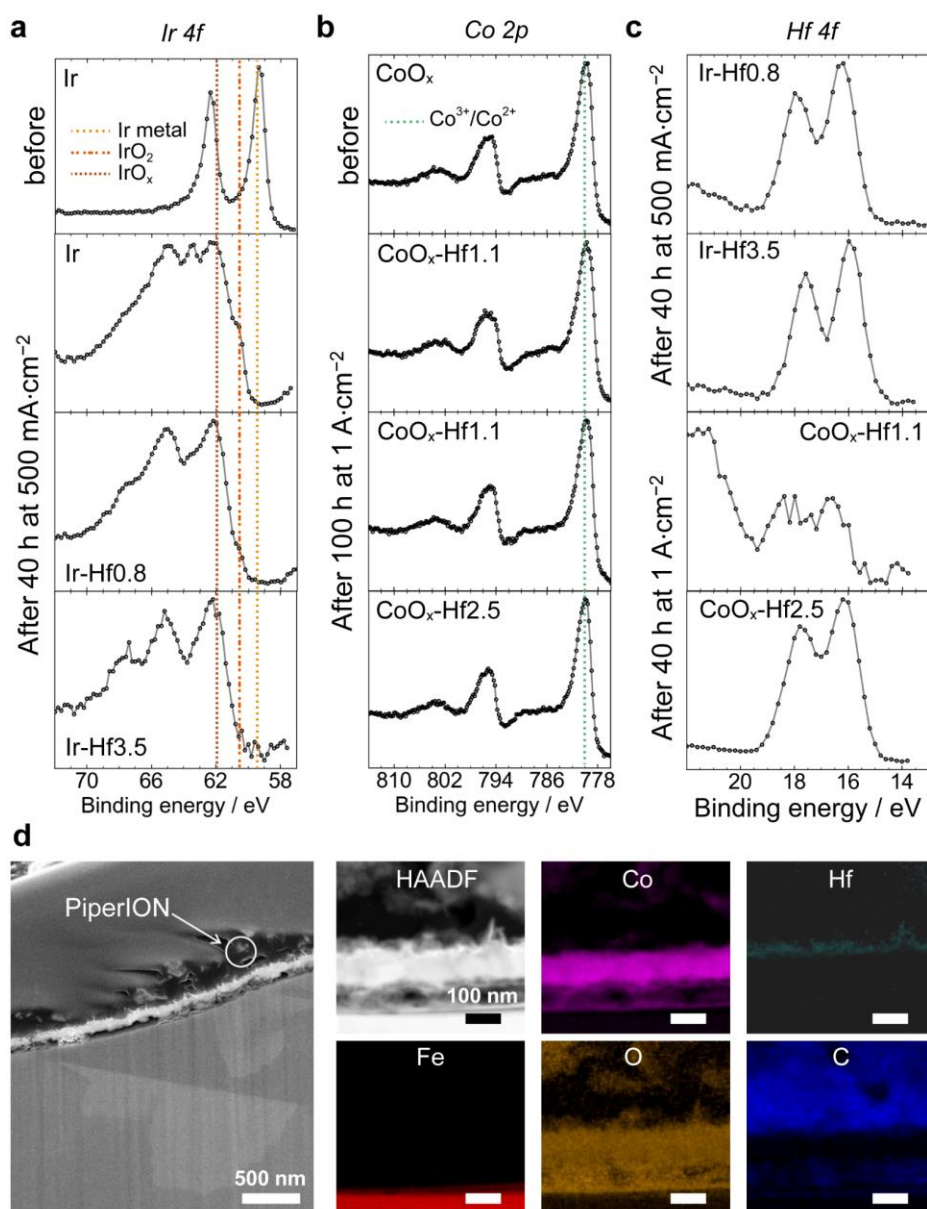 a
Ir 4f
b
Co 2p
c
Hf 4f
before
Ir
Ir metal
IrO₂
IrOₓ
After 40 h at 500 mA·cm⁻²
Ir
Ir-Hf0.8
Ir-Hf3.5
70
66
62
58
Binding energy / eV
before
CoOₓ
Co³⁺/Co²⁺
After 100 h at 1 A·cm⁻²
CoOₓ-Hf1.1
CoOₓ-Hf1.1
CoOₓ-Hf2.5
810
802
794
786
778
Binding energy / eV
After 40 h at 500 mA·cm⁻²
Ir-Hf0.8
Ir-Hf3.5
After 40 h at 1 A·cm⁻²
CoOₓ-Hf1.1
CoOₓ-Hf2.5
20
18
16
14
Binding energy / eV
d
PiperION
500 nm
HAADF
100 nm
Co
Hf
Fe
O
C